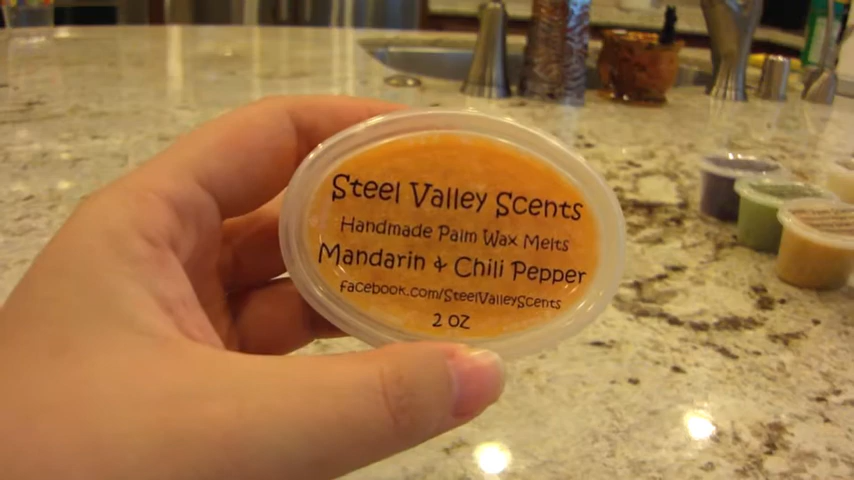 Steel Valley Scents
Handmade Palm Wax Melts
Mandarin & Chili Pepper
facebook.com/SteelValleyScents
2 OZ